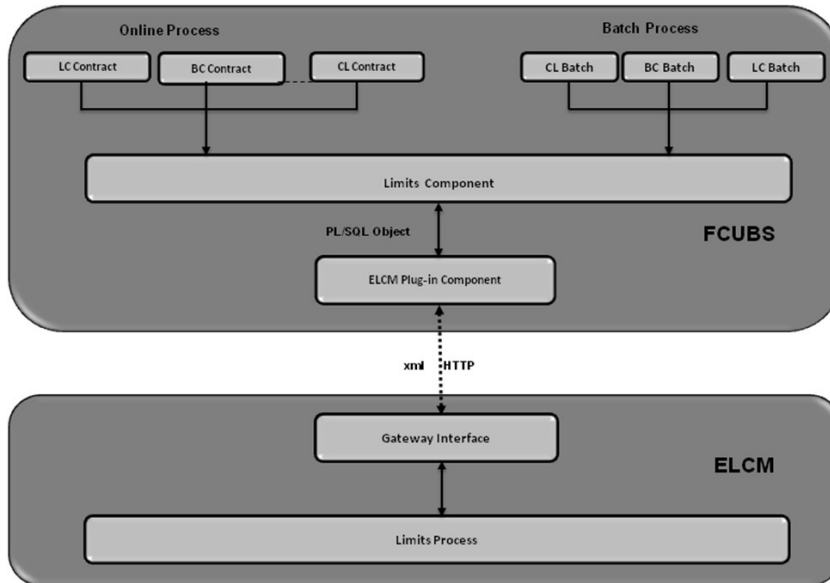 Online Process
Batch Process
LC Contract
BC Contract
CL Contract
CL Batch
BC Batch
LC Batch
Limits Component
PL/SQL Object
FCUBS
ELCM Plug-in Component
xml HTTP
Gateway Interface
ELCM
Limits Process